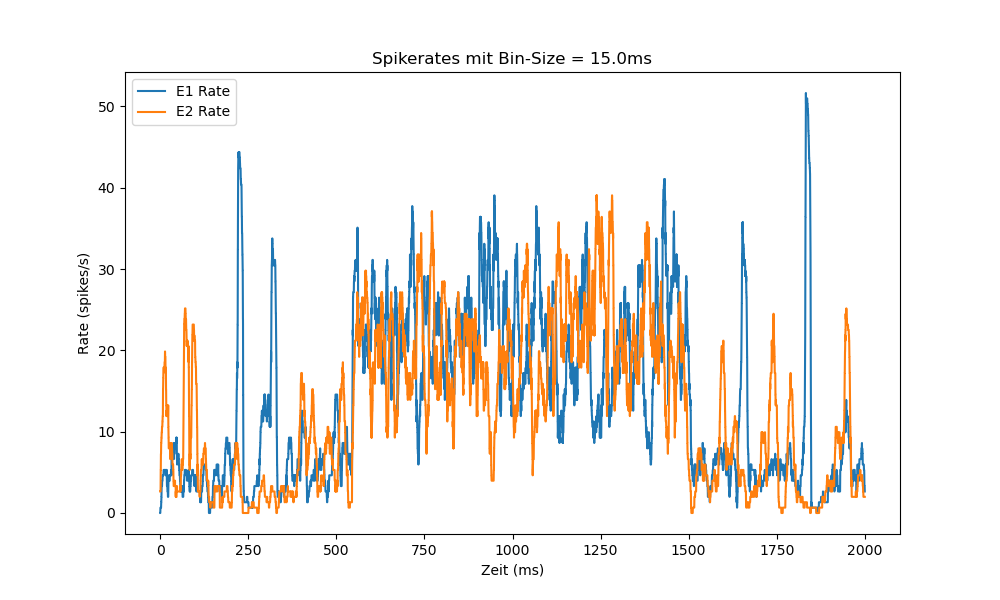 Spikerates mit Bin-Size = 15.0ms
E1 Rate
E2 Rate
50
40
30
20
10
0
Rate (spikes/s)
0 250 500 750 1000 1250 1500 1750 2000
Zeit (ms)